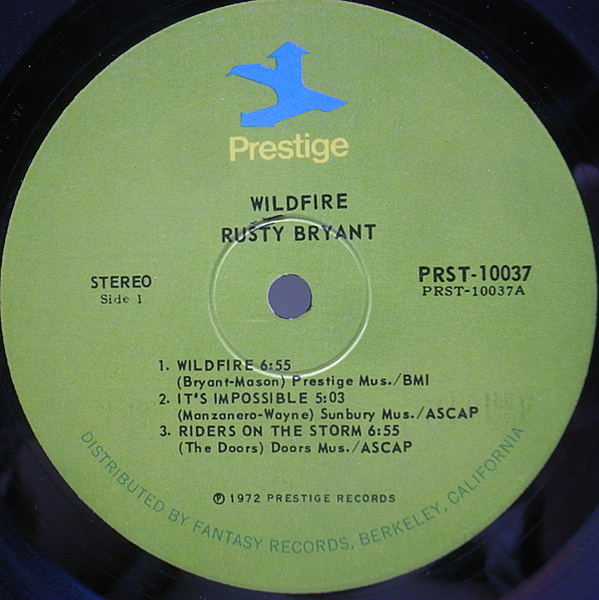 Prestige
WILDFIRE
RUSTY BRYANT
STEREO
Side 1
PRST-10037
PRST-10037A
1. WILDFIRE 6:55
(Bryant-Mason) Prestige Mus./BMI
2. IT'S IMPOSSIBLE 5:03
(Manzanero-Wayne) Sunbury Mus./ASCAP
3. RIDERS ON THE STORM 6:55
(The Doors) Doors Mus./ASCAP
℗ 1972 PRESTIGE RECORDS
DISTRIBUTED BY FANTASY RECORDS, BERKELEY, CALIFORNIA